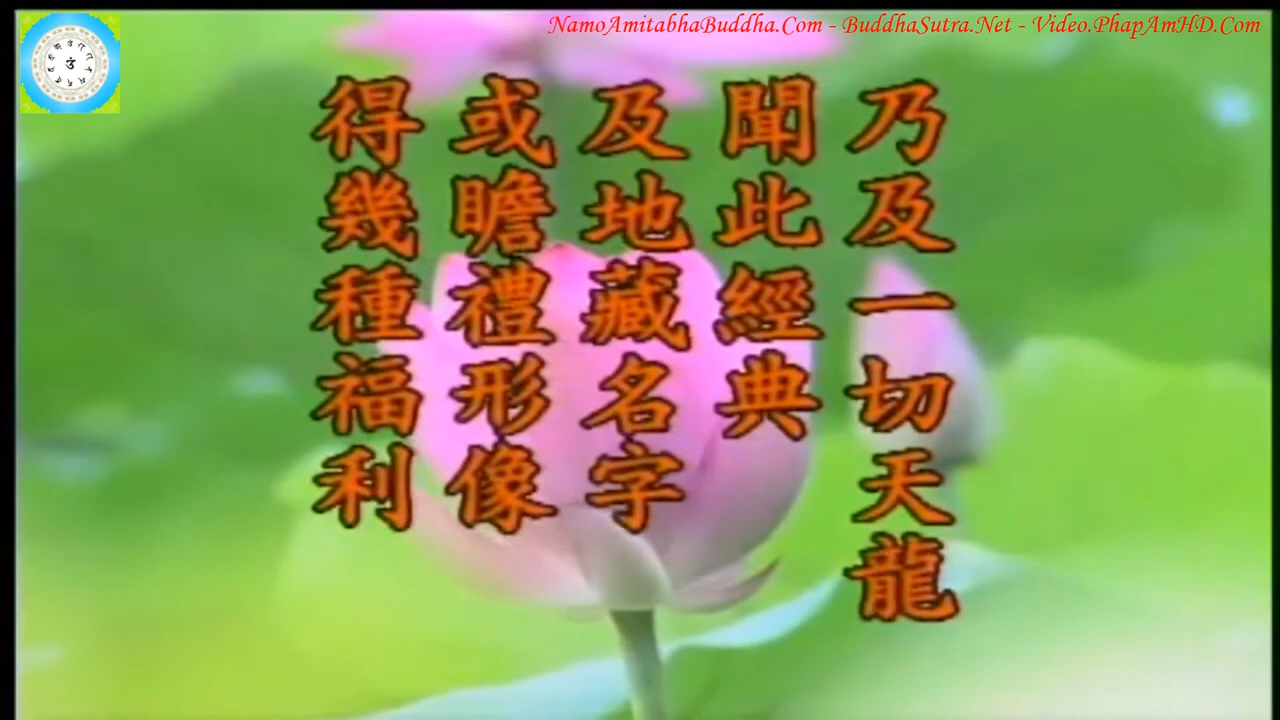 NamoAmitabhaBuddha.Com - BuddhaSutra.Net - Video.PhapAmHD.Com
乃及一切天龍
聞此經典
及地藏名字
或瞻禮形像
得幾種福利